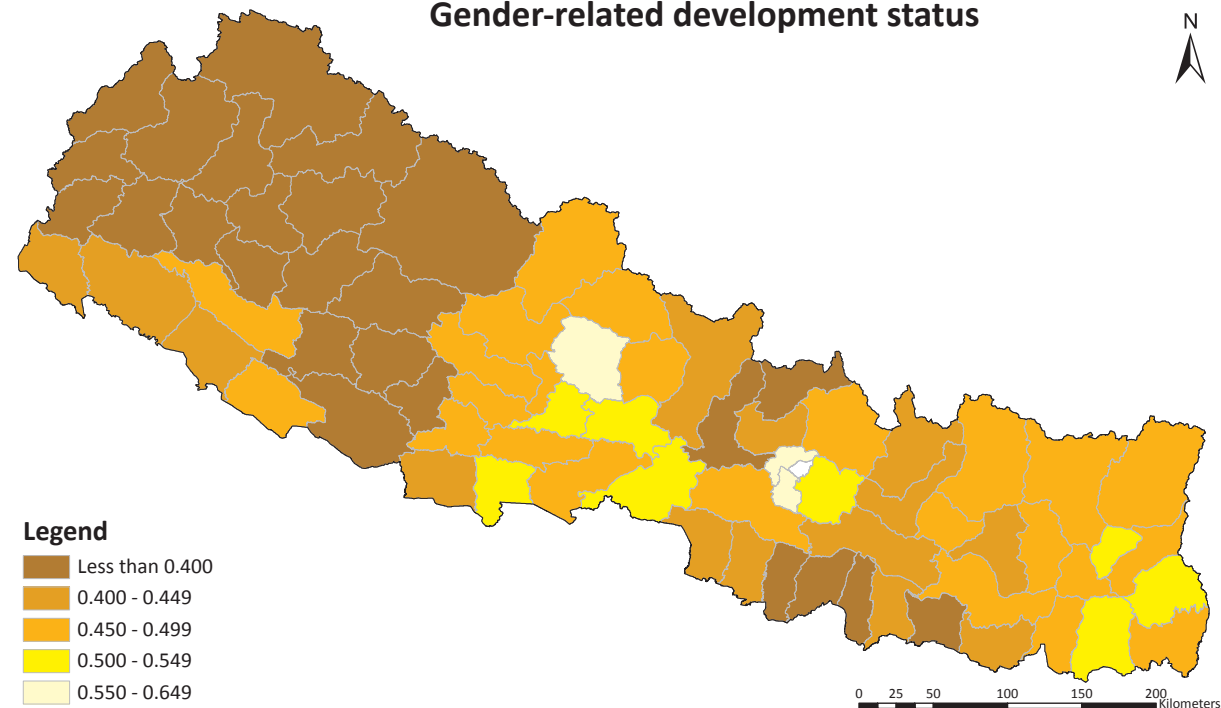 Gender-related development status
N
Legend
Less than 0.400
0.400 - 0.449
0.450 - 0.499
0.500 - 0.549
0.550 - 0.649
0 25 50 100 150 200
Kilometers